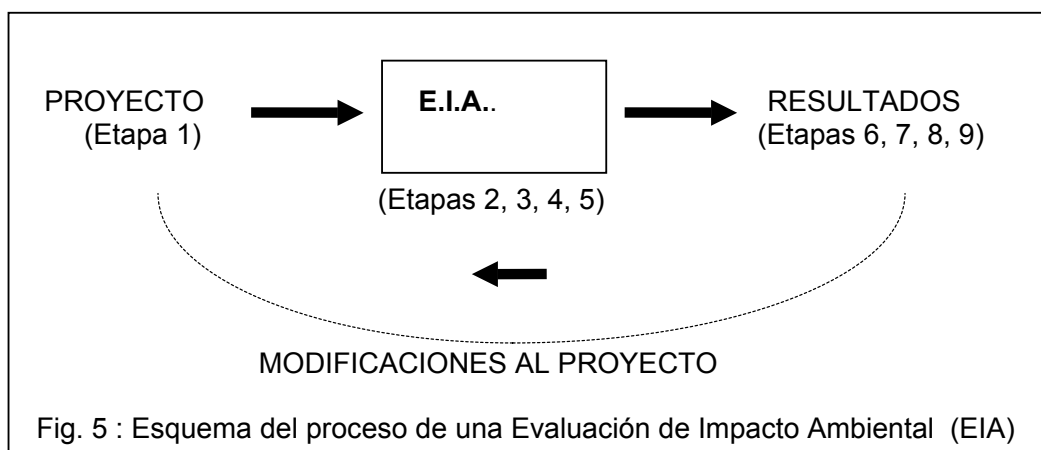 PROYECTO
(Etapa 1)
E.I.A..
(Etapas 2, 3, 4, 5)
RESULTADOS
(Etapas 6, 7, 8, 9)
MODIFICACIONES AL PROYECTO
Fig. 5 : Esquema del proceso de una Evaluación de Impacto Ambiental (EIA)